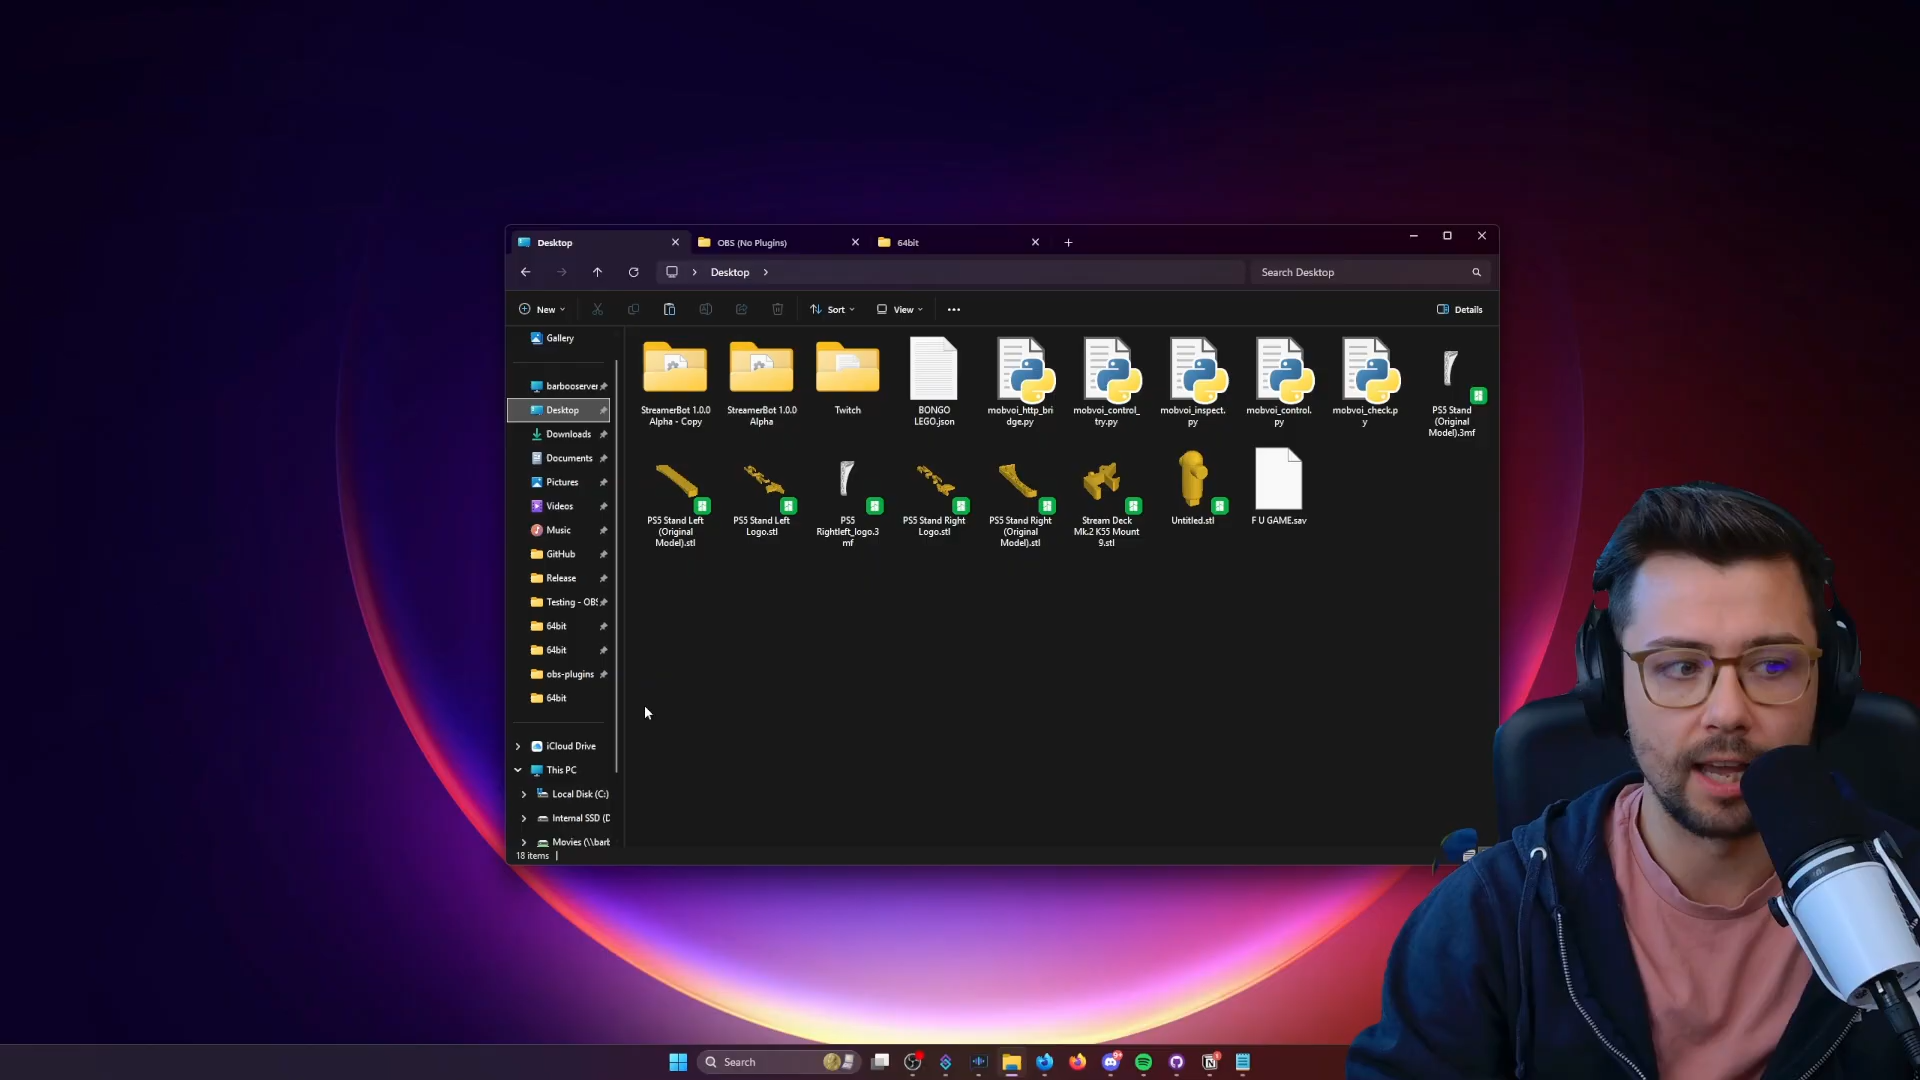 Desktop
OBS (No Plugins)
64bit
Desktop
Search Desktop
New
Sort
View
Details
Gallery
barbooserver
Desktop
Downloads
Documents
Pictures
Videos
Music
GitHub
Release
Testing - OBS
64bit
64bit
obs-plugins
64bit
iCloud Drive
This PC
Local Disk (C:)
Internal SSD (D
Movies (\\bart
18 items
StreamerBot 1.0.0
Alpha - Copy
StreamerBot 1.0.0
Alpha
Twitch
BONGO
LEGO.json
mobvoi_http_bri
dge.py
mobvoi_control_
try.py
mobvoi_inspect.
py
mobvoi_control.
py
mobvoi_check.p
y
PS5 Stand
(Original
Model).3mf
PS5 Stand Left
(Original
Model).stl
PS5 Stand Left
Logo.stl
PS5
Rightleft_logo.3
mf
PS5 Stand Right
Logo.stl
PS5 Stand Right
(Original
Model).stl
Stream Deck
Mk.2 K55 Mount
9.stl
Untitled.stl
F U GAME.sav
Search